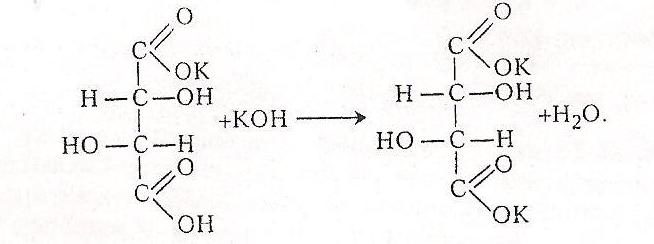 O O
C C
OK OK
H—C—OH H—C—OH
+KOH ⟶ +H₂O.
HO—C—H HO—C—H
O O
C C
OH OK